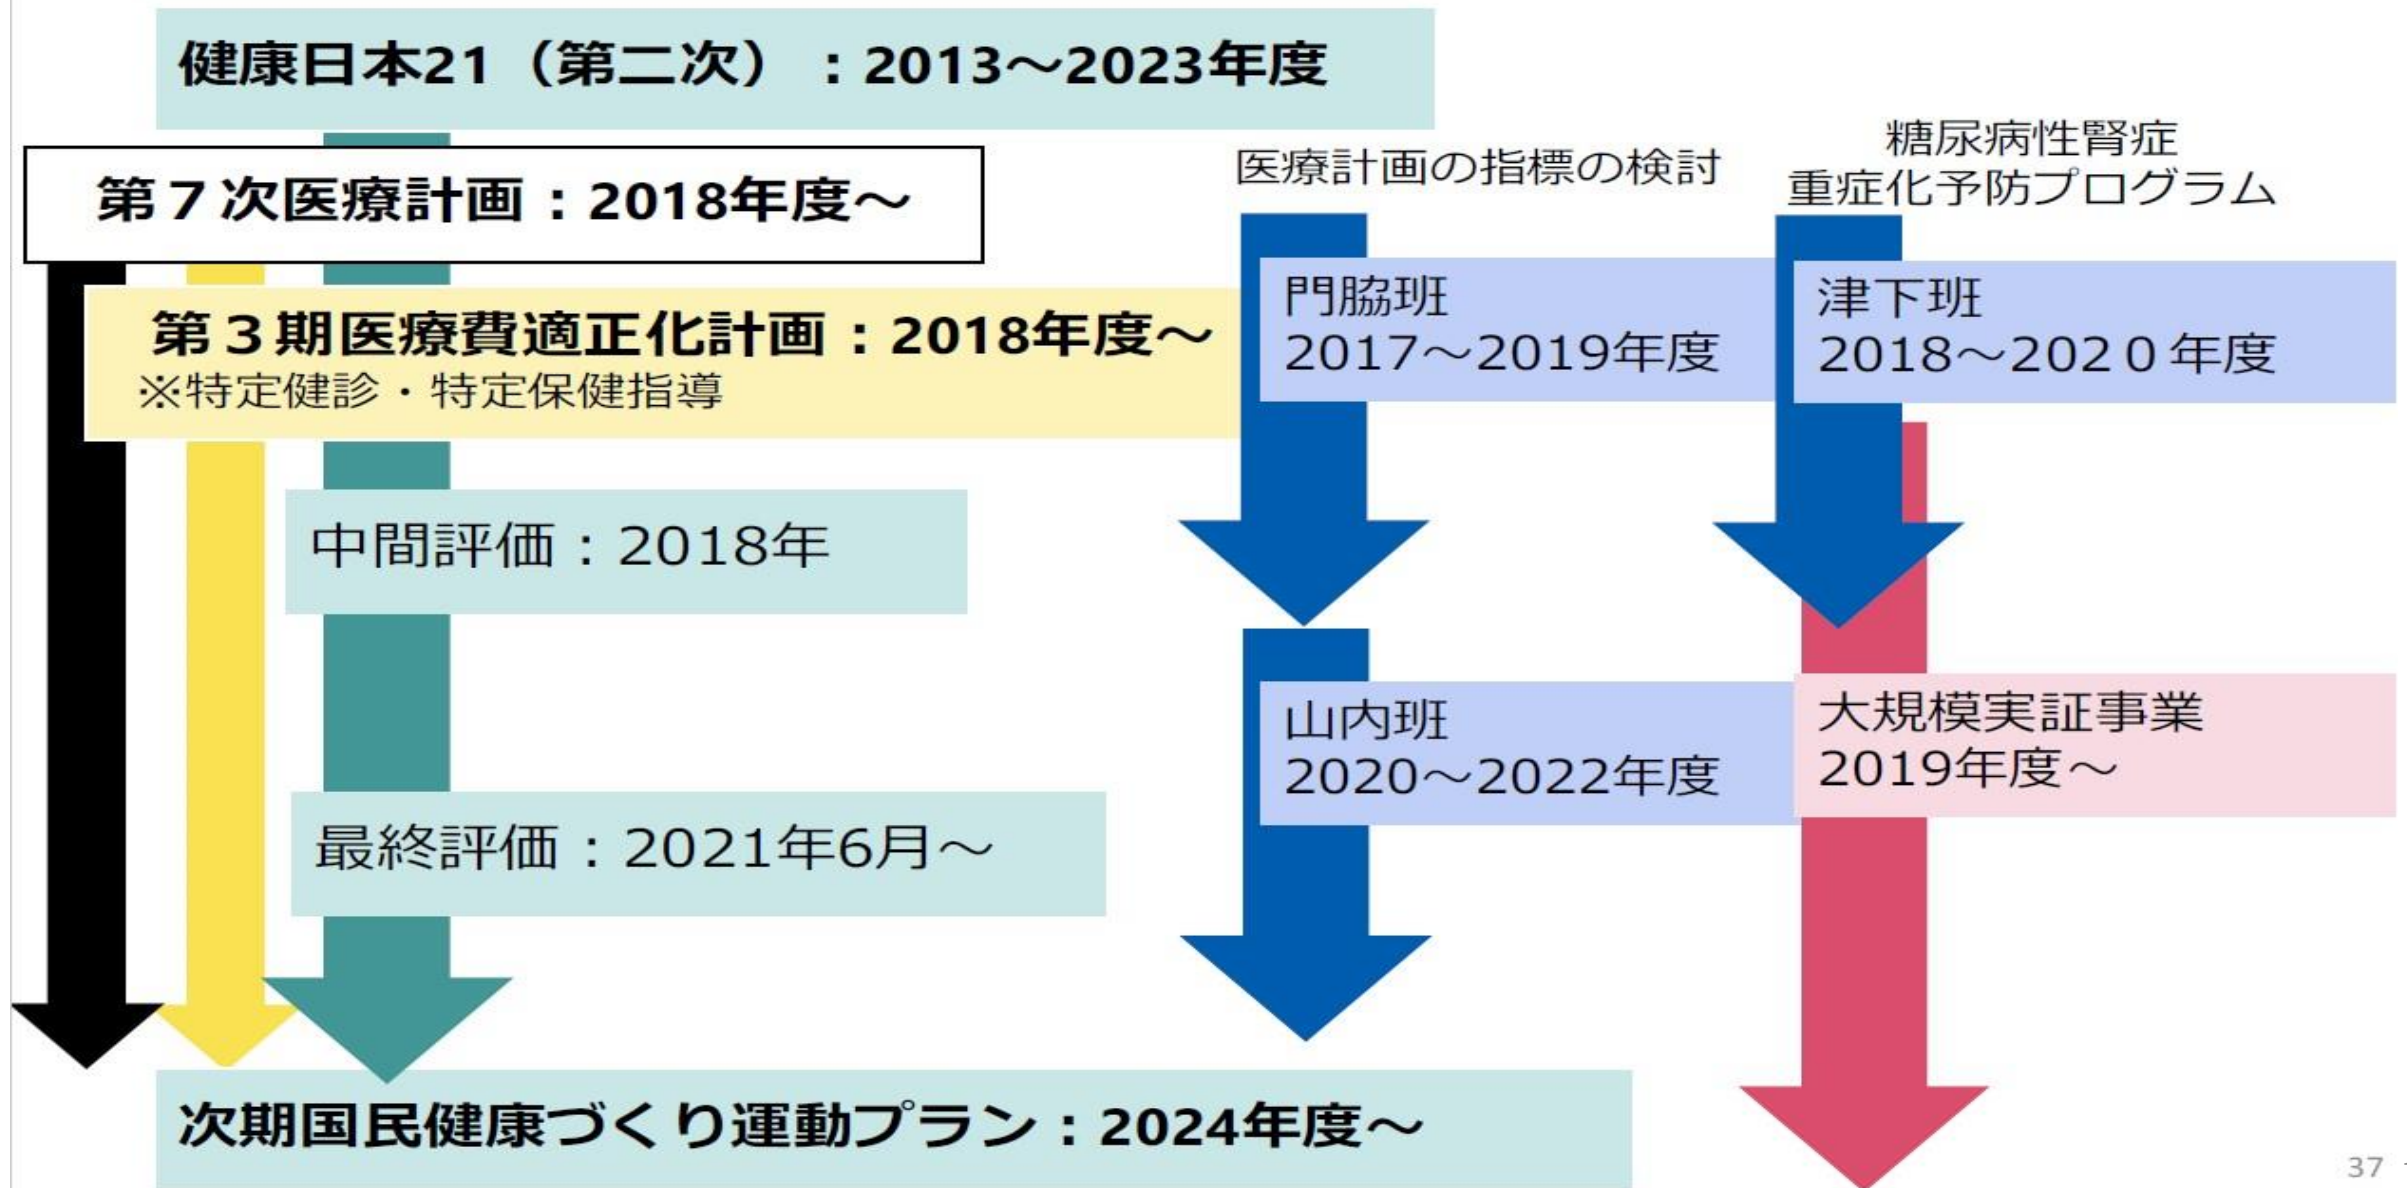 健康日本21（第二次）：2013～2023年度
第７次医療計画：2018年度～
第３期医療費適正化計画：2018年度～
※特定健診・特定保健指導
中間評価：2018年
最終評価：2021年6月～
次期国民健康づくり運動プラン：2024年度～
医療計画の指標の検討
門脇班
2017～2019年度
山内班
2020～2022年度
糖尿病性腎症
重症化予防プログラム
津下班
2018～202０年度
大規模実証事業
2019年度～
37